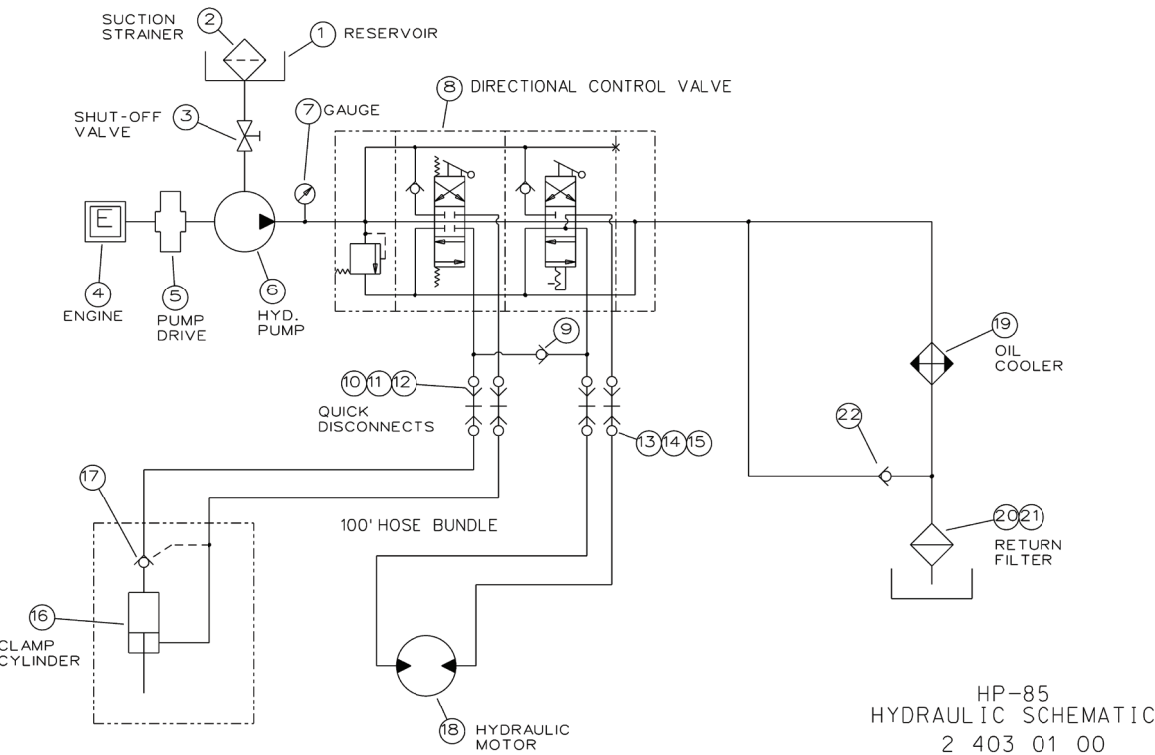 SUCTION
STRAINER
2
1 RESERVOIR
SHUT-OFF
VALVE
3
7 GAUGE
8 DIRECTIONAL CONTROL VALVE
E
4
ENGINE
5
PUMP
DRIVE
6
HYD.
PUMP
9
10 11 12
QUICK
DISCONNECTS
13 14 15
19
OIL
COOLER
22
17
100' HOSE BUNDLE
20 21
RETURN
FILTER
16
CLAMP
CYLINDER
18 HYDRAULIC
MOTOR
HP-85
HYDRAULIC SCHEMATIC
2 403 01 00